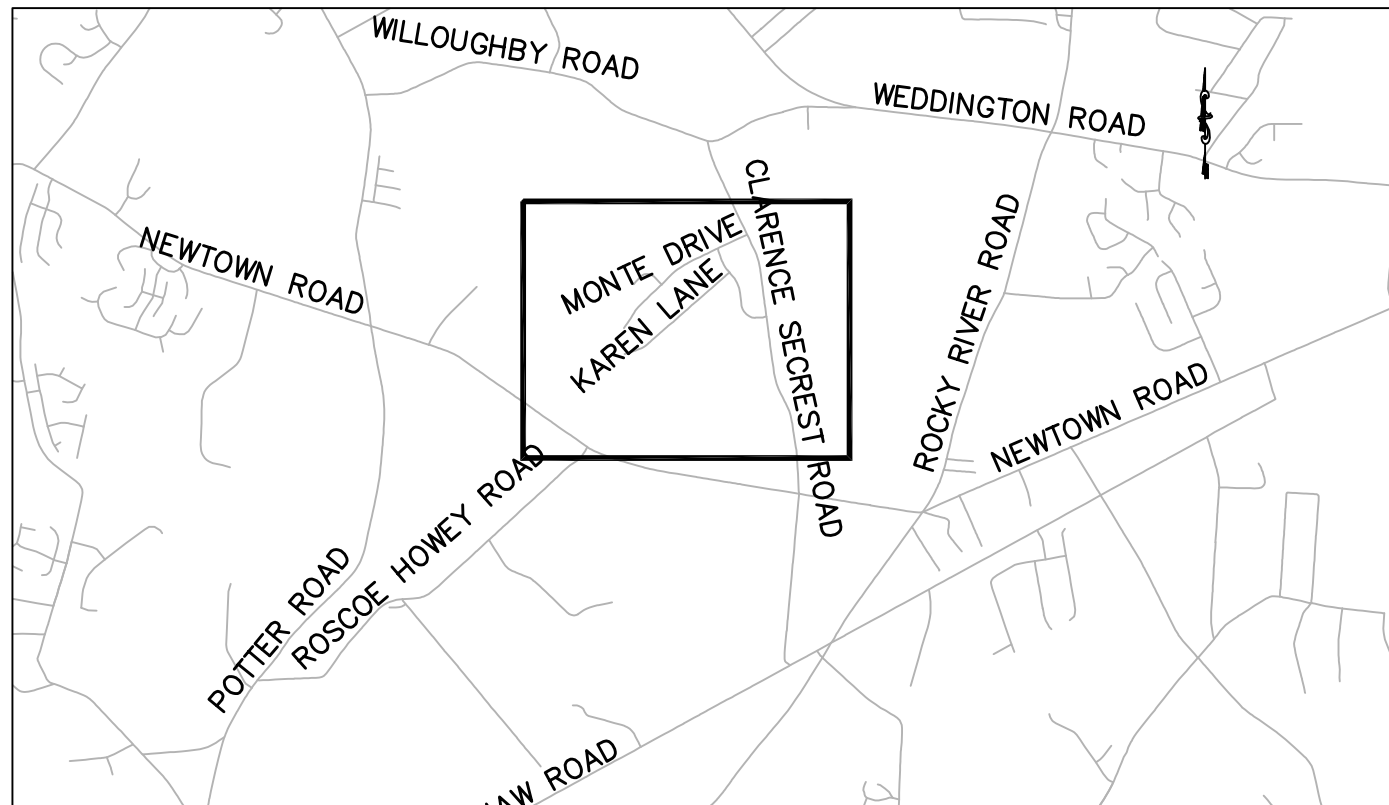 WILLOUGHBY ROAD
WEDDINGTON ROAD
CLARENCE SECREST ROAD
NEWTOWN ROAD
MONTE DRIVE
KAREN LANE
ROCKY RIVER ROAD
NEWTOWN ROAD
ROSCOE HOWEY ROAD
POTTER ROAD
AW ROAD